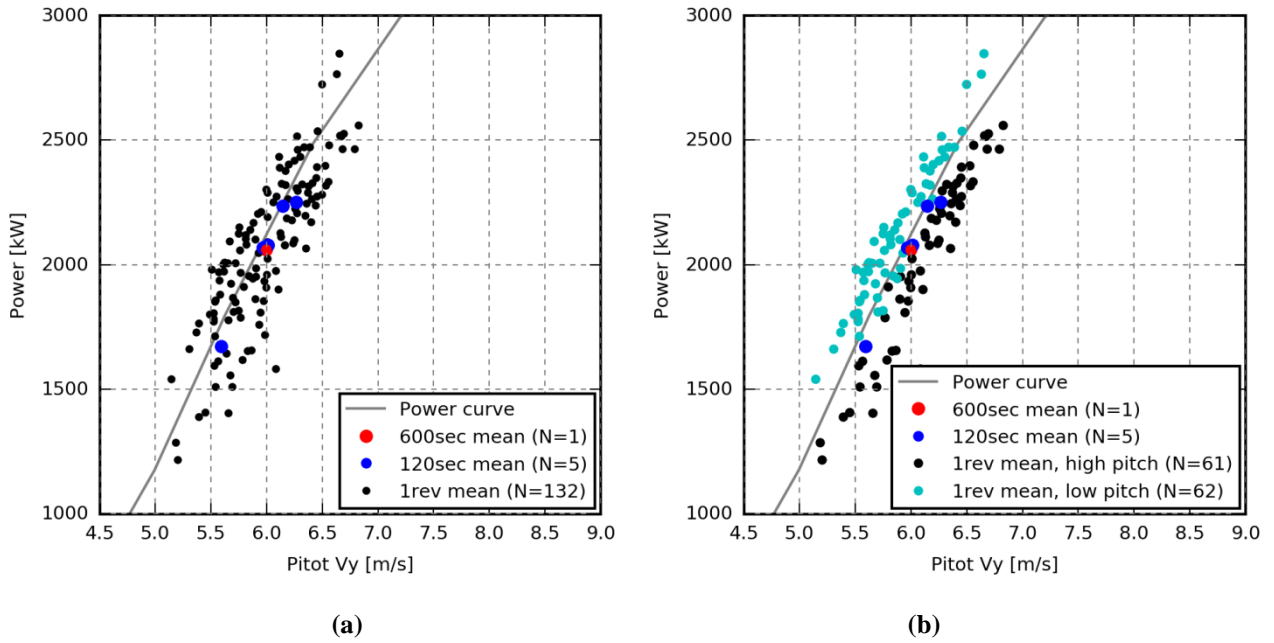 3000
2500
2000
1500
1000
Power [kW]
4.5 5.0 5.5 6.0 6.5 7.0 7.5 8.0 8.5 9.0
Pitot Vy [m/s]
Power curve
600sec mean (N=1)
120sec mean (N=5)
1rev mean (N=132)
(a)
3000
2500
2000
1500
1000
Power [kW]
4.5 5.0 5.5 6.0 6.5 7.0 7.5 8.0 8.5 9.0
Pitot Vy [m/s]
Power curve
600sec mean (N=1)
120sec mean (N=5)
1rev mean, high pitch (N=61)
1rev mean, low pitch (N=62)
(b)